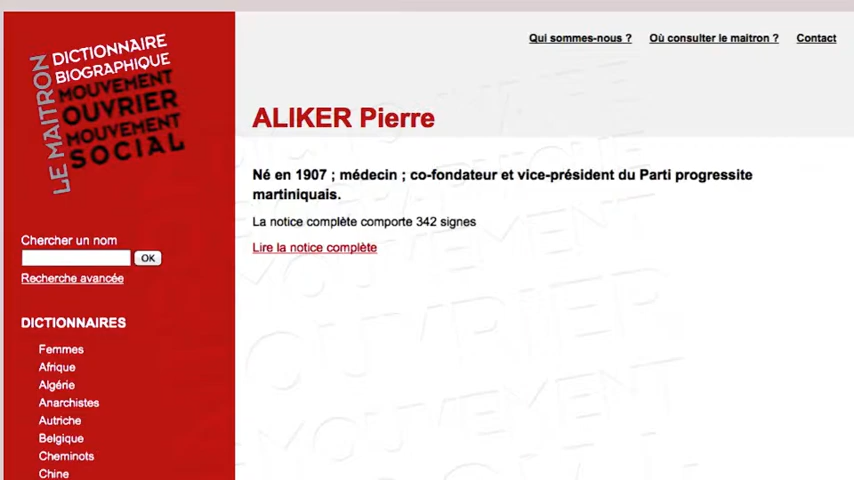 Qui sommes-nous ? Où consulter le maitron ? Contact
LE MAITRON
DICTIONNAIRE
BIOGRAPHIQUE
MOUVEMENT
OUVRIER
MOUVEMENT
SOCIAL
ALIKER Pierre
Né en 1907 ; médecin ; co-fondateur et vice-président du Parti progressite
martiniquais.
La notice complète comporte 342 signes
Lire la notice complète
Chercher un nom
OK
Recherche avancée
DICTIONNAIRES
Femmes
Afrique
Algérie
Anarchistes
Autriche
Belgique
Cheminots
Chine